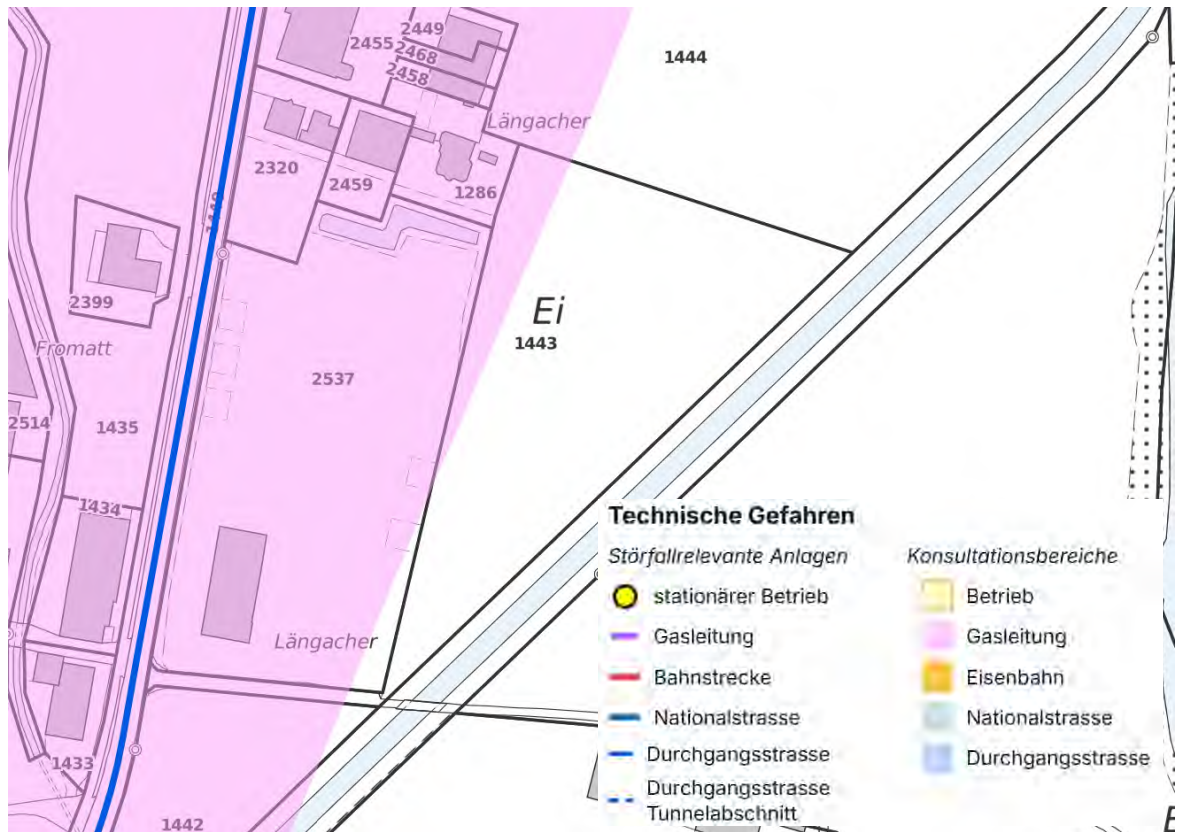 2449
2455
2468
2458
1444
Längacher
2320
2459
1286
1440
2399
Ei
1443
Fromatt
2537
2514
1435
1434
Längacher
1433
1442
Technische Gefahren
Störfallrelevante Anlagen
stationärer Betrieb
Gasleitung
Bahnstrecke
Nationalstrasse
Durchgangsstrasse
Durchgangsstrasse
Tunnelabschnitt
Konsultationsbereiche
Betrieb
Gasleitung
Eisenbahn
Nationalstrasse
Durchgangsstrasse